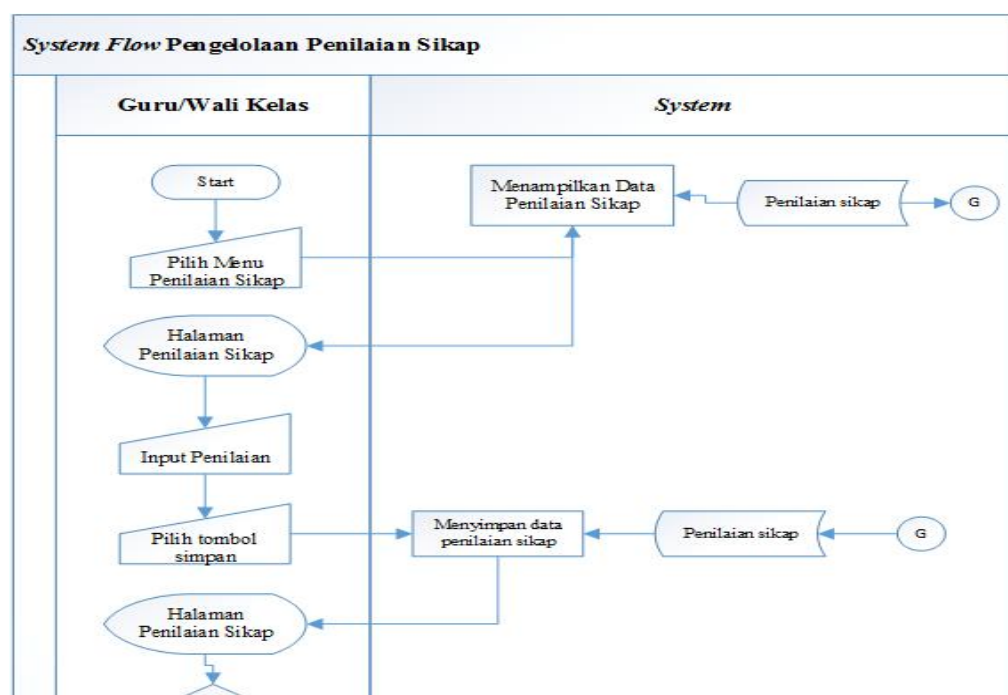 System Flow Pengelolaan Penilaian Sikap
Guru/Wali Kelas
System
Start
Menampilkan Data
Penilaian Sikap
Penilaian sikap
G
Pilih Menu
Penilaian Sikap
Halaman
Penilaian Sikap
Input Penilaian
Pilih tombol
simpan
Menyimpan data
penilaian sikap
Penilaian sikap
G
Halaman
Penilaian Sikap